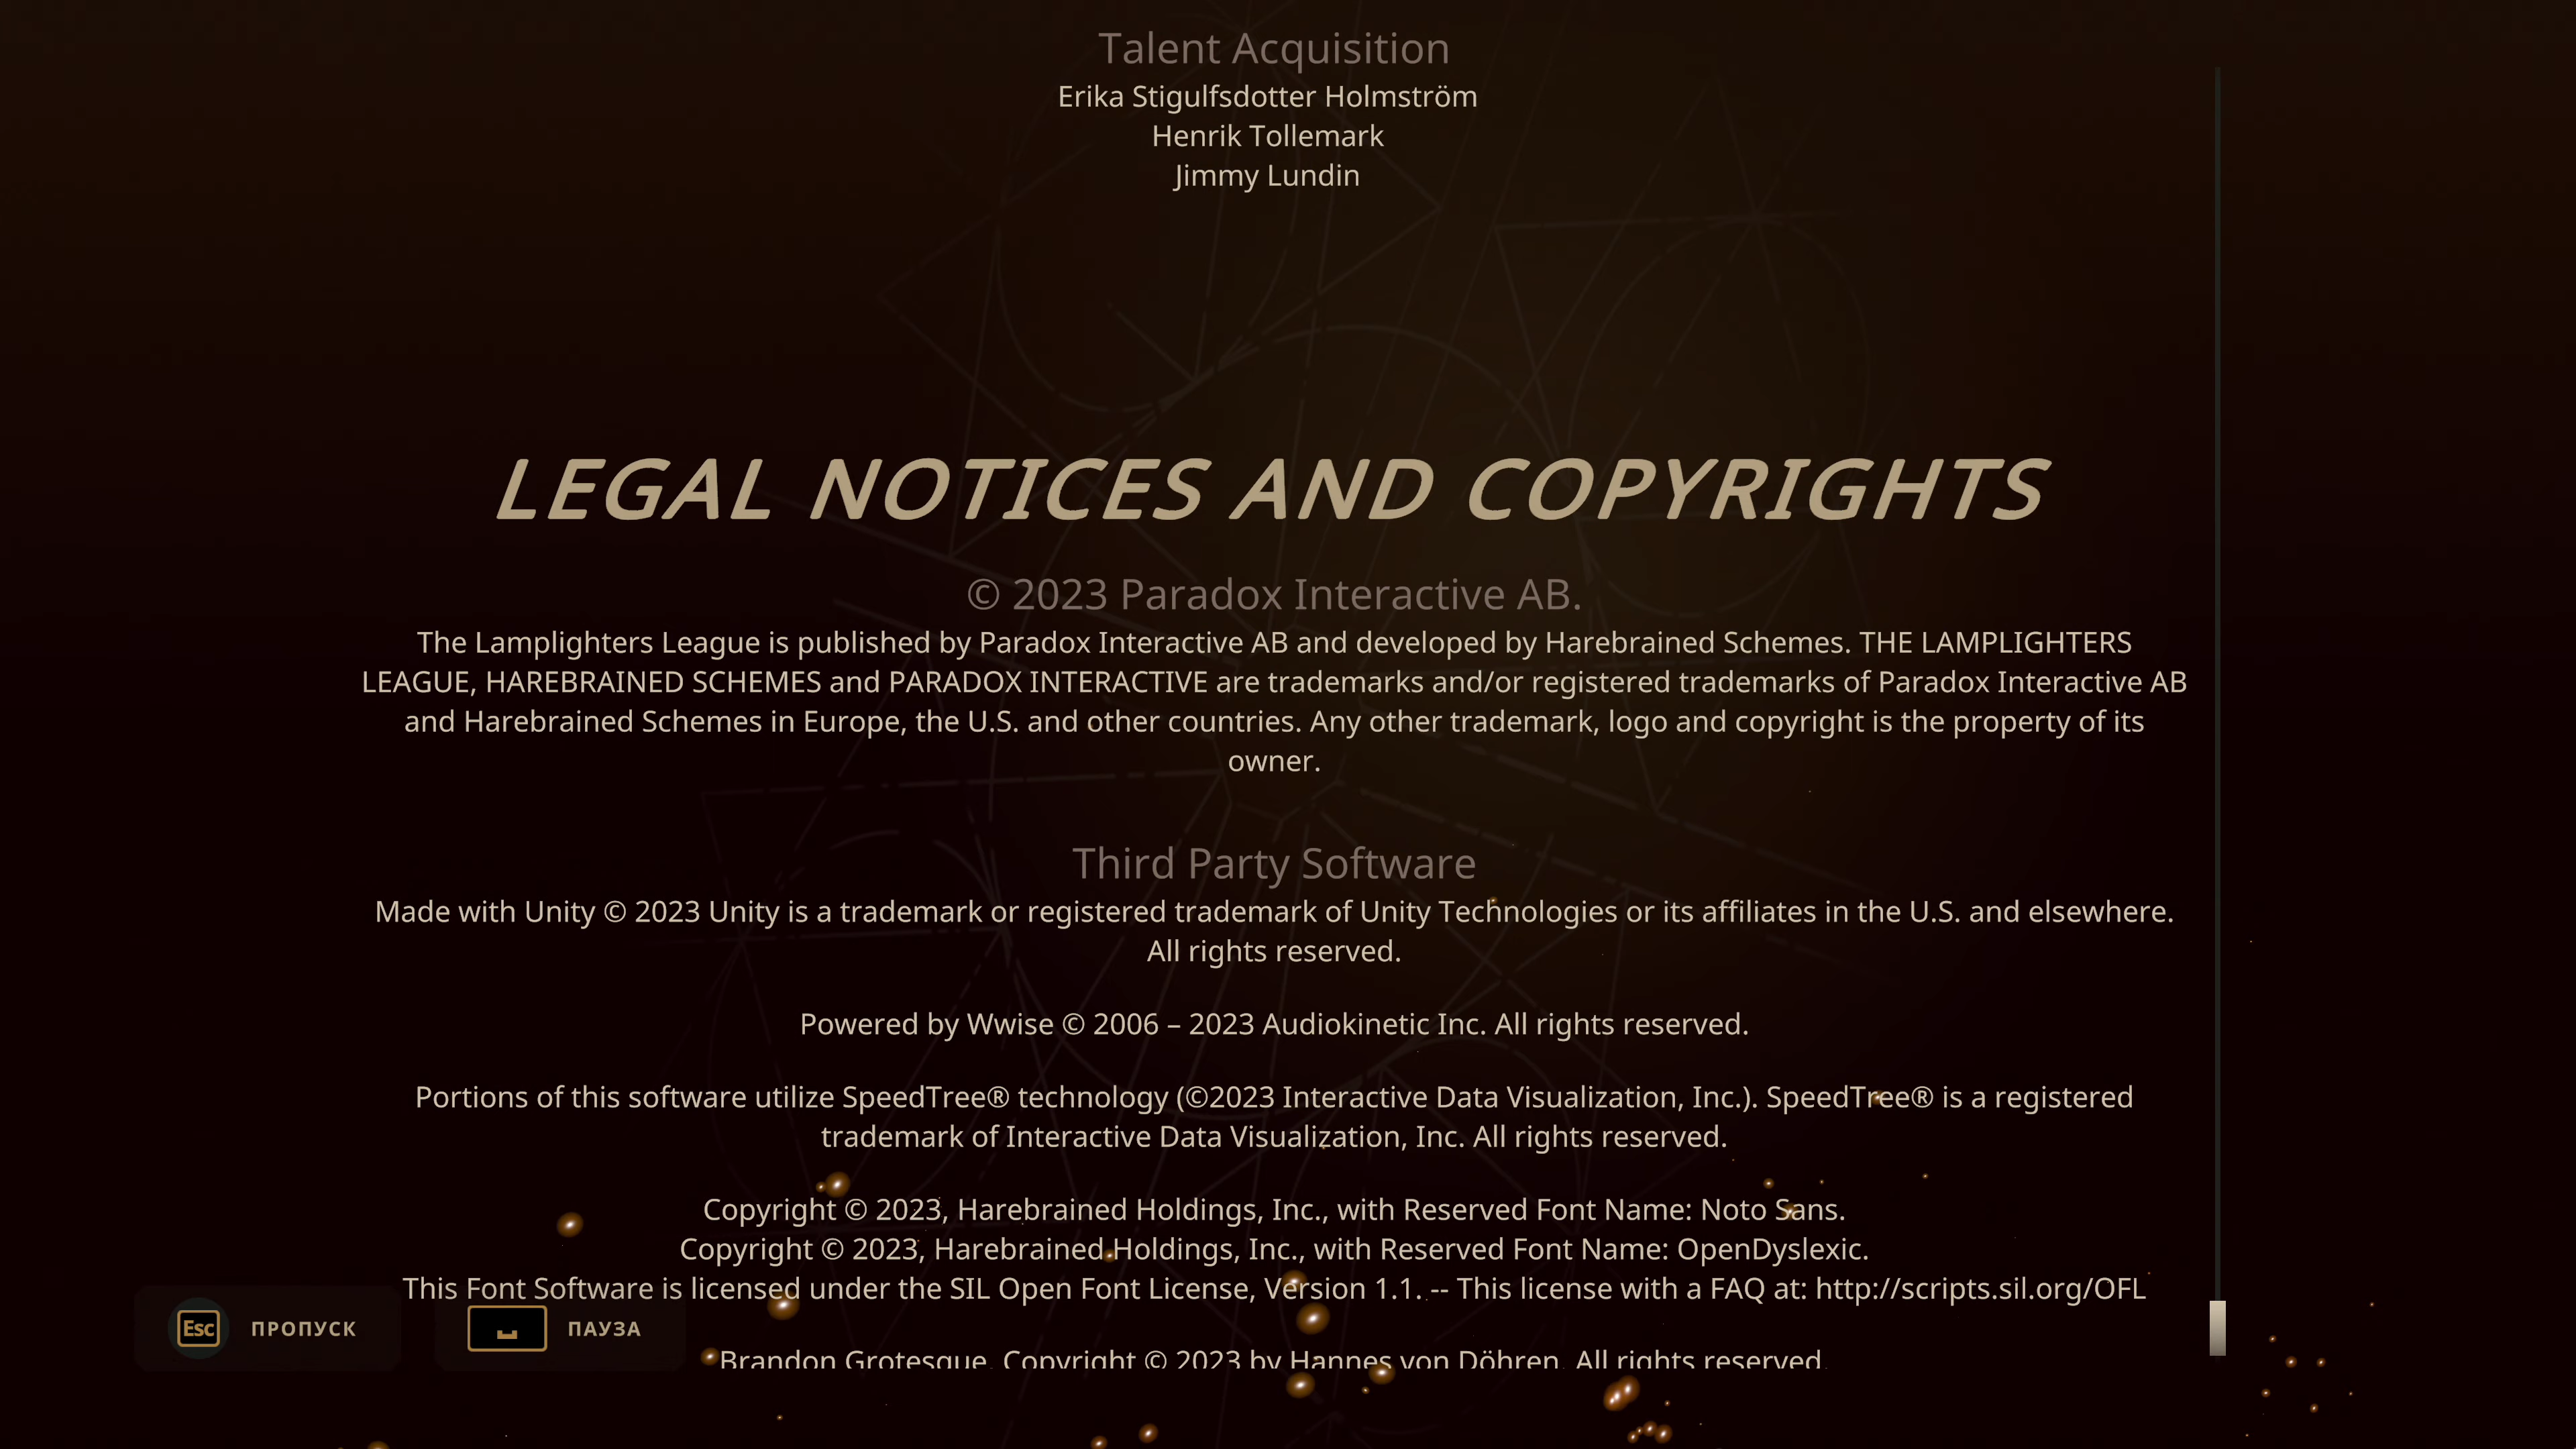 Talent Acquisition
Erika Stigulfsdotter Holmström
Henrik Tollemark
Jimmy Lundin
LEGAL NOTICES AND COPYRIGHTS
© 2023 Paradox Interactive AB.
The Lamplighters League is published by Paradox Interactive AB and developed by Harebrained Schemes. THE LAMPLIGHTERS
LEAGUE, HAREBRAINED SCHEMES and PARADOX INTERACTIVE are trademarks and/or registered trademarks of Paradox Interactive AB
and Harebrained Schemes in Europe, the U.S. and other countries. Any other trademark, logo and copyright is the property of its
owner.
Third Party Software
Made with Unity © 2023 Unity is a trademark or registered trademark of Unity Technologies or its affiliates in the U.S. and elsewhere.
All rights reserved.
Powered by Wwise © 2006 – 2023 Audiokinetic Inc. All rights reserved.
Portions of this software utilize SpeedTree® technology (©2023 Interactive Data Visualization, Inc.). SpeedTree® is a registered
trademark of Interactive Data Visualization, Inc. All rights reserved.
Copyright © 2023, Harebrained Holdings, Inc., with Reserved Font Name: Noto Sans.
Copyright © 2023, Harebrained Holdings, Inc., with Reserved Font Name: OpenDyslexic.
This Font Software is licensed under the SIL Open Font License, Version 1.1. -- This license with a FAQ at: http://scripts.sil.org/OFL
Esc ПРОПУСК
ПАУЗА
Brandon Grotesque. Copyright © 2023 by Hannes von Döhren. All rights reserved.